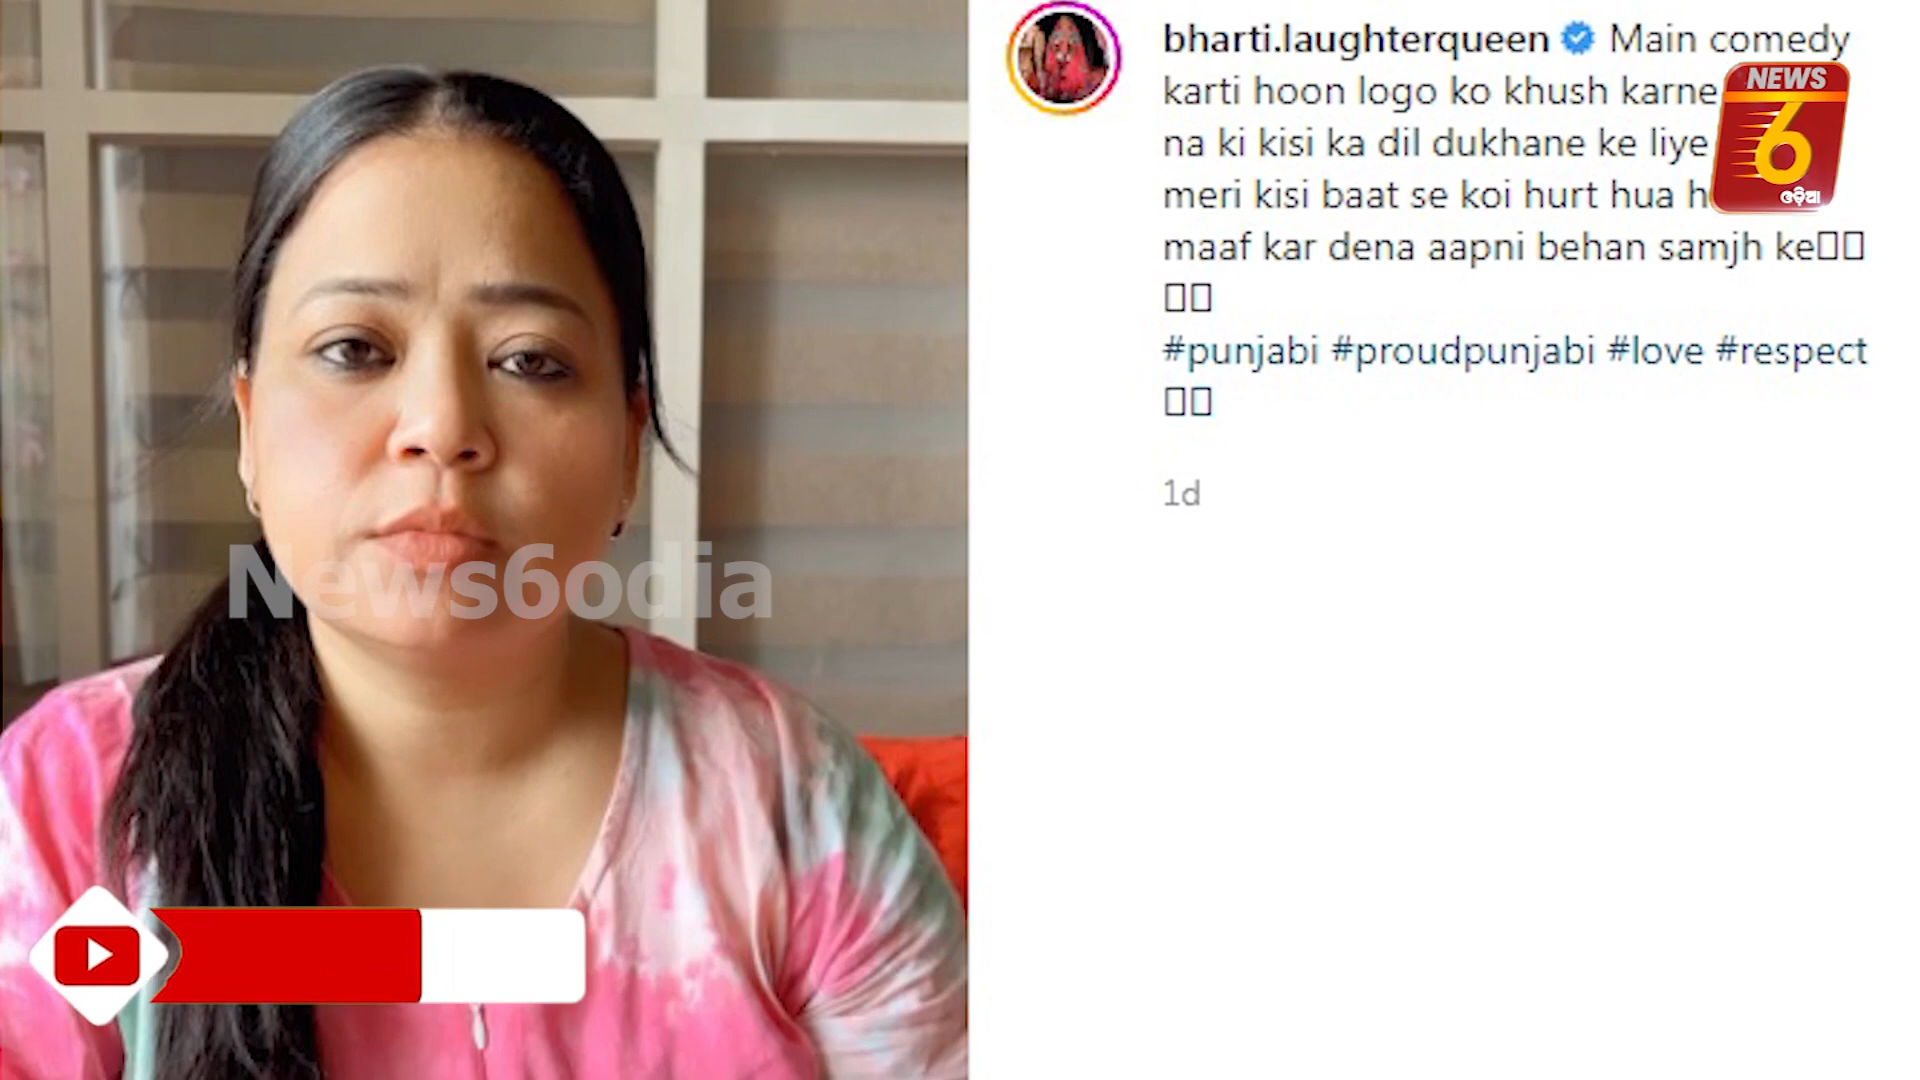 bharti.laughterqueen Main comedy
karti hoon logo ko khush karne
na ki kisi ka dil dukhane ke liye
meri kisi baat se koi hurt hua
maaf kar dena aapni behan samjh ke
#punjabi #proudpunjabi #love #respect
1d
NEWS
6
ଓଡ଼ିଆ
News6odia